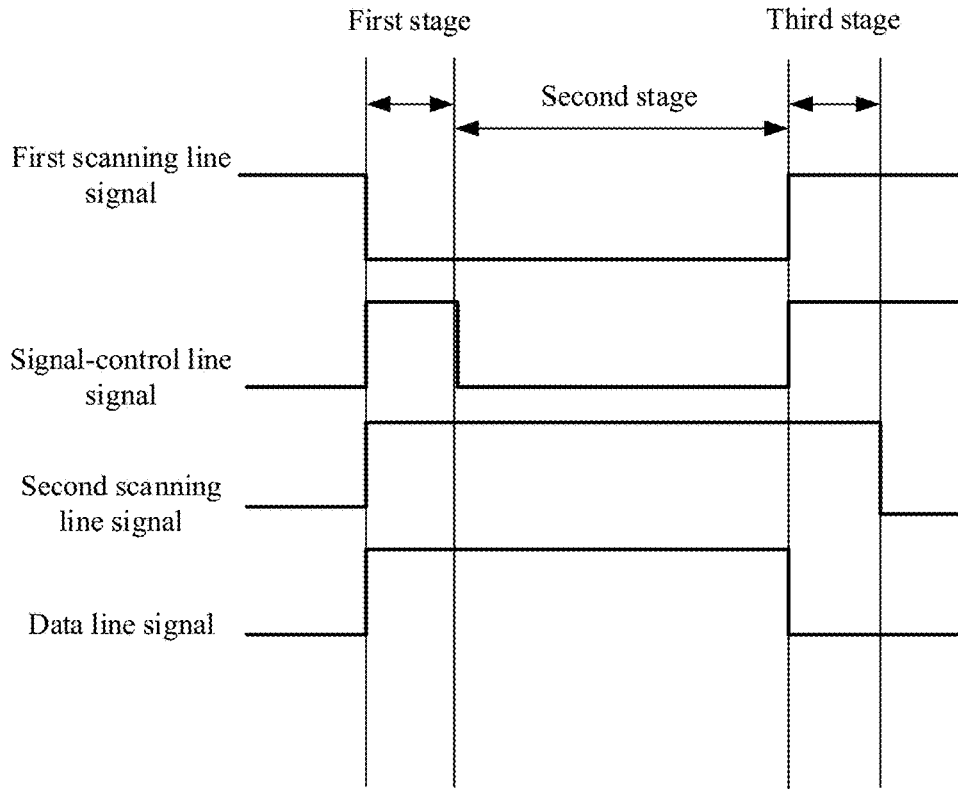 First stage
Third stage
Second stage
First scanning line
signal
Signal-control line
signal
Second scanning
line signal
Data line signal